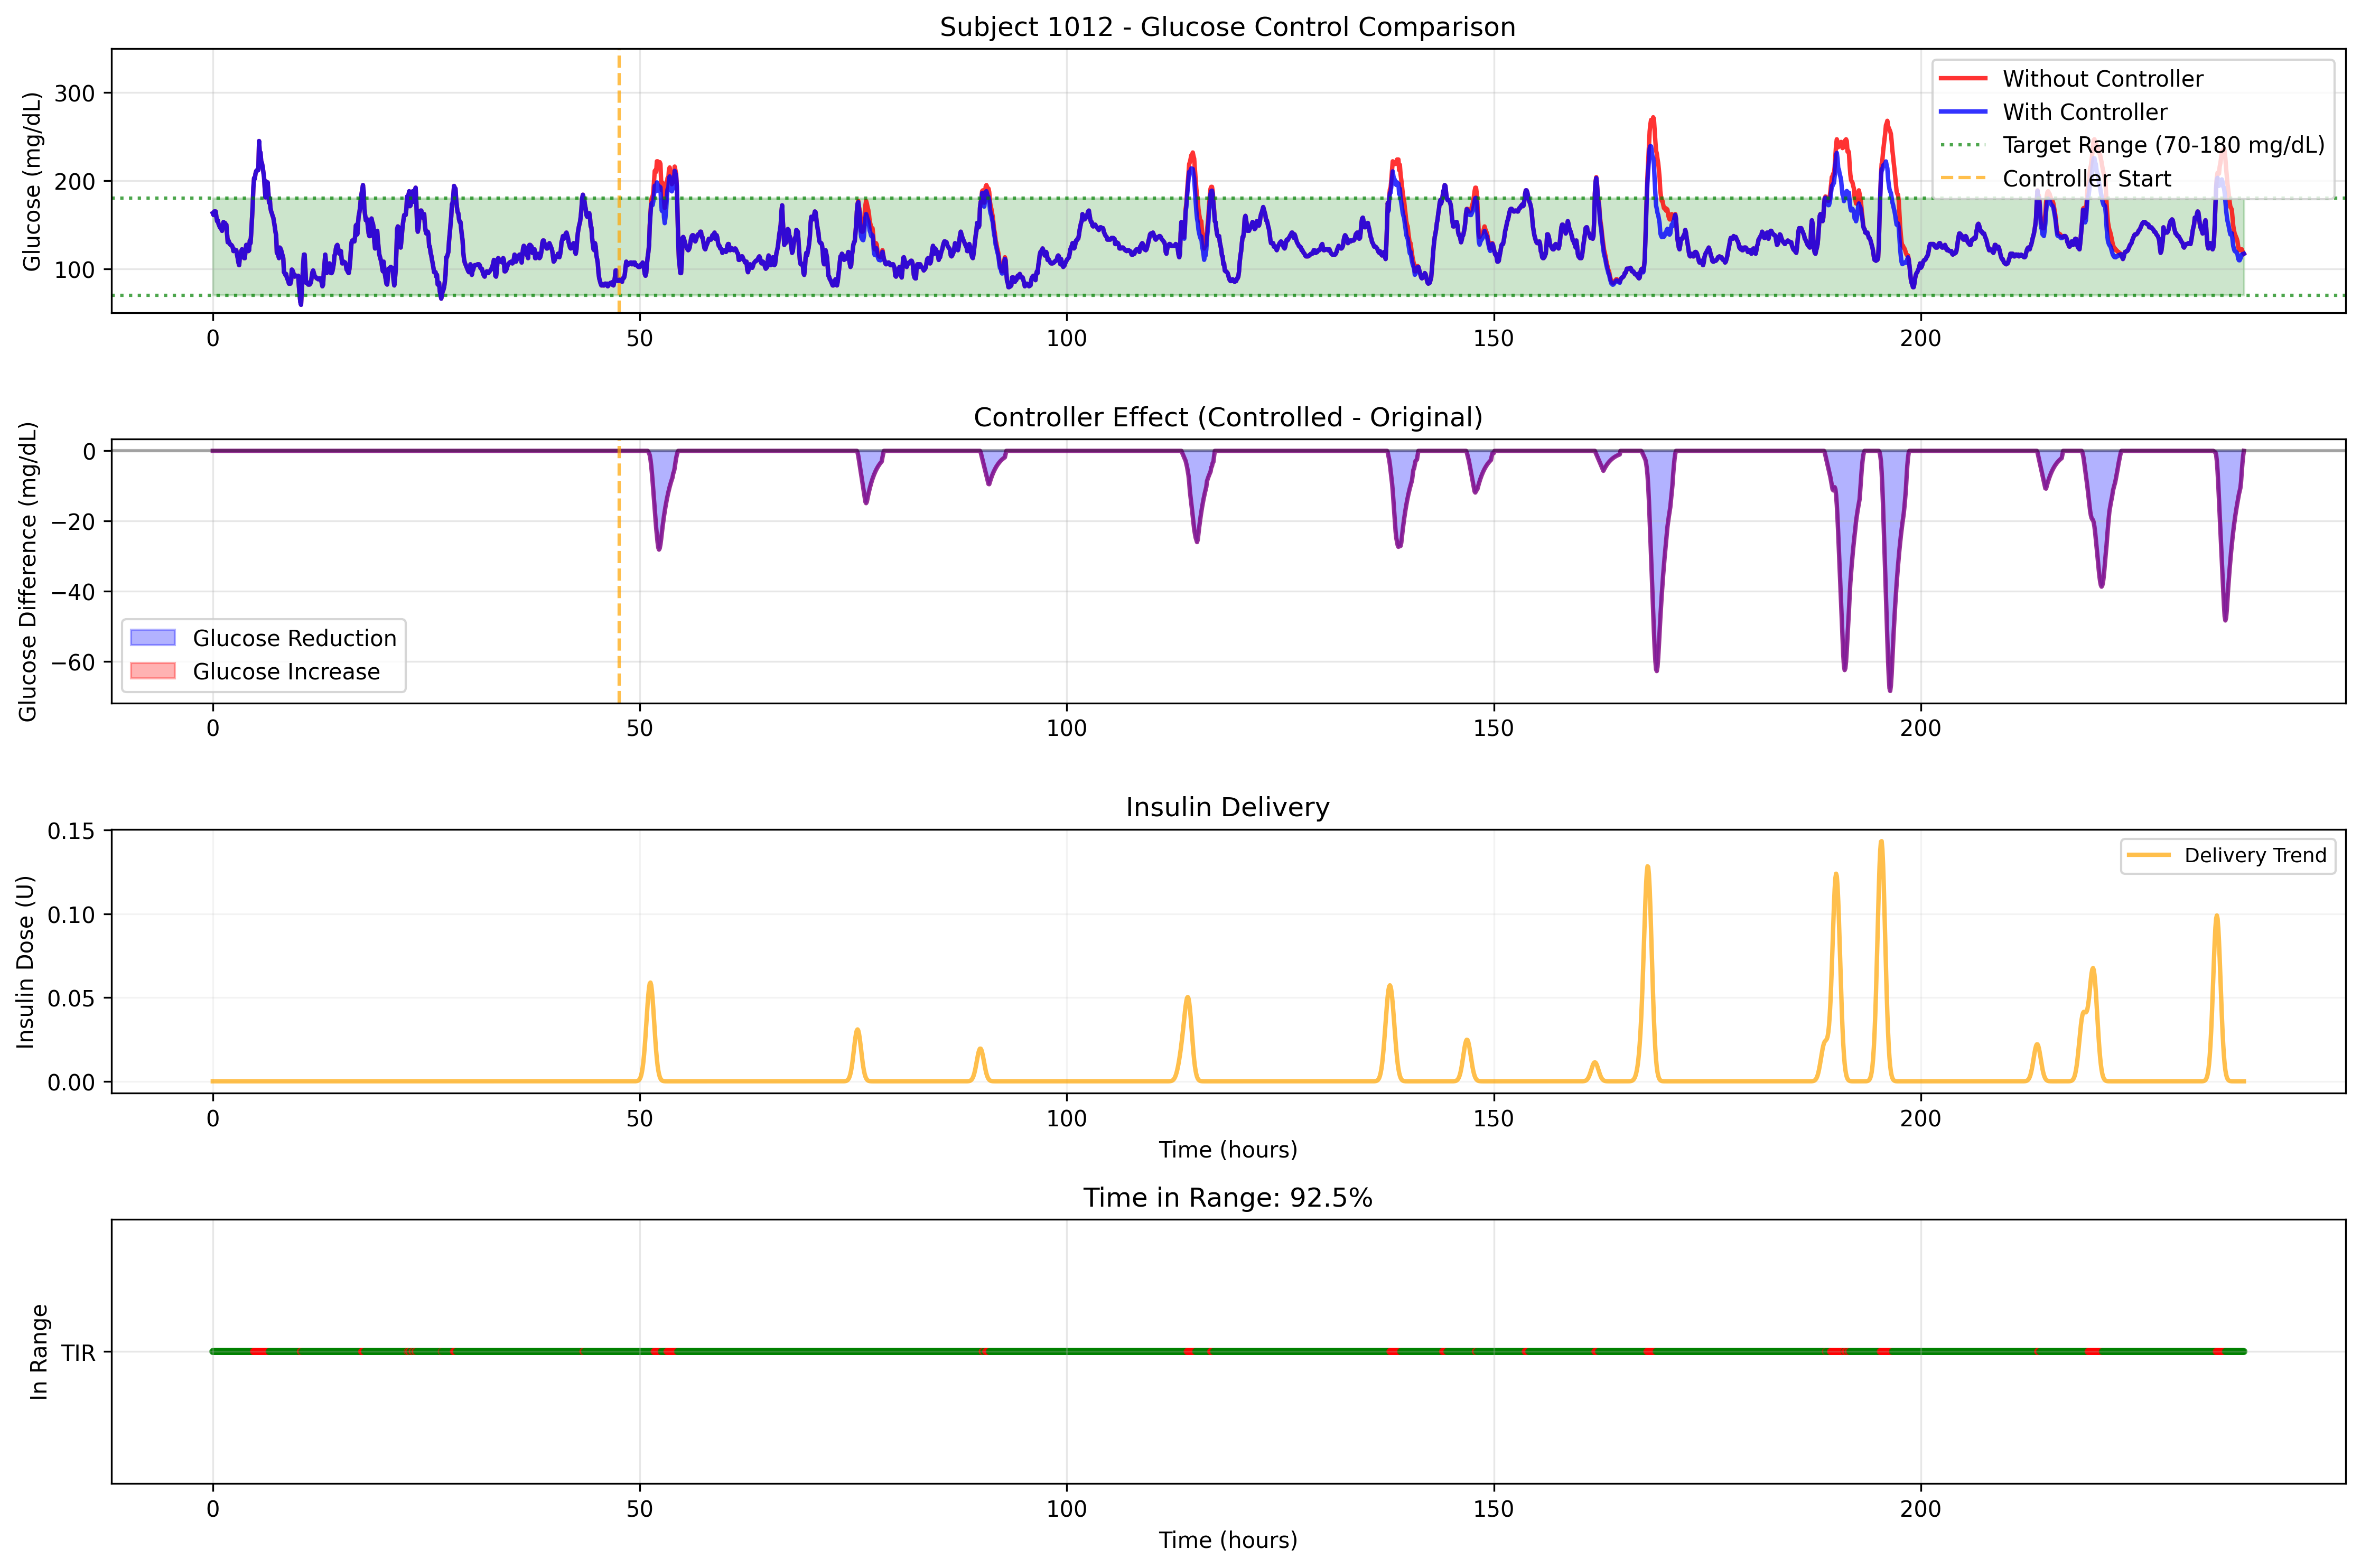 Subject 1012 - Glucose Control Comparison
Glucose (mg/dL)
300
200
100
Without Controller
With Controller
Target Range (70-180 mg/dL)
Controller Start
0 50 100 150 200
Controller Effect (Controlled - Original)
Glucose Difference (mg/dL)
0
−20
−40
−60
Glucose Reduction
Glucose Increase
0 50 100 150 200
Insulin Delivery
Insulin Dose (U)
0.15
0.10
0.05
0.00
Delivery Trend
0 50 100 150 200
Time (hours)
Time in Range: 92.5%
In Range
TIR
0 50 100 150 200
Time (hours)